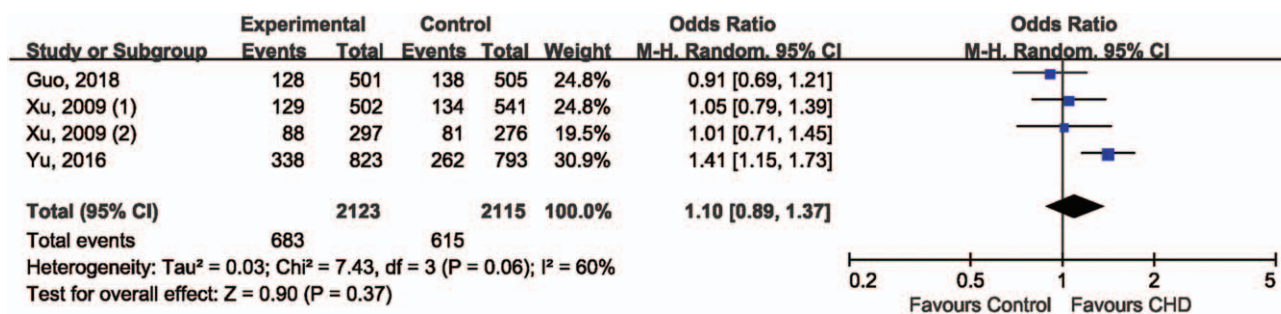 Experimental Control Odds Ratio Odds Ratio
Study or Subgroup Events Total Events Total Weight M-H. Random. 95% CI M-H. Random. 95% CI
Guo, 2018 128 501 138 505 24.8% 0.91 [0.69, 1.21]
Xu, 2009 (1) 129 502 134 541 24.8% 1.05 [0.79, 1.39]
Xu, 2009 (2) 88 297 81 276 19.5% 1.01 [0.71, 1.45]
Yu, 2016 338 823 262 793 30.9% 1.41 [1.15, 1.73]
Total (95% CI) 2123 2115 100.0% 1.10 [0.89, 1.37]
Total events 683 615
Heterogeneity: Tau² = 0.03; Chi² = 7.43, df = 3 (P = 0.06); I² = 60%
Test for overall effect: Z = 0.90 (P = 0.37)
0.2 0.5 1 2 5
Favours Control Favours CHD